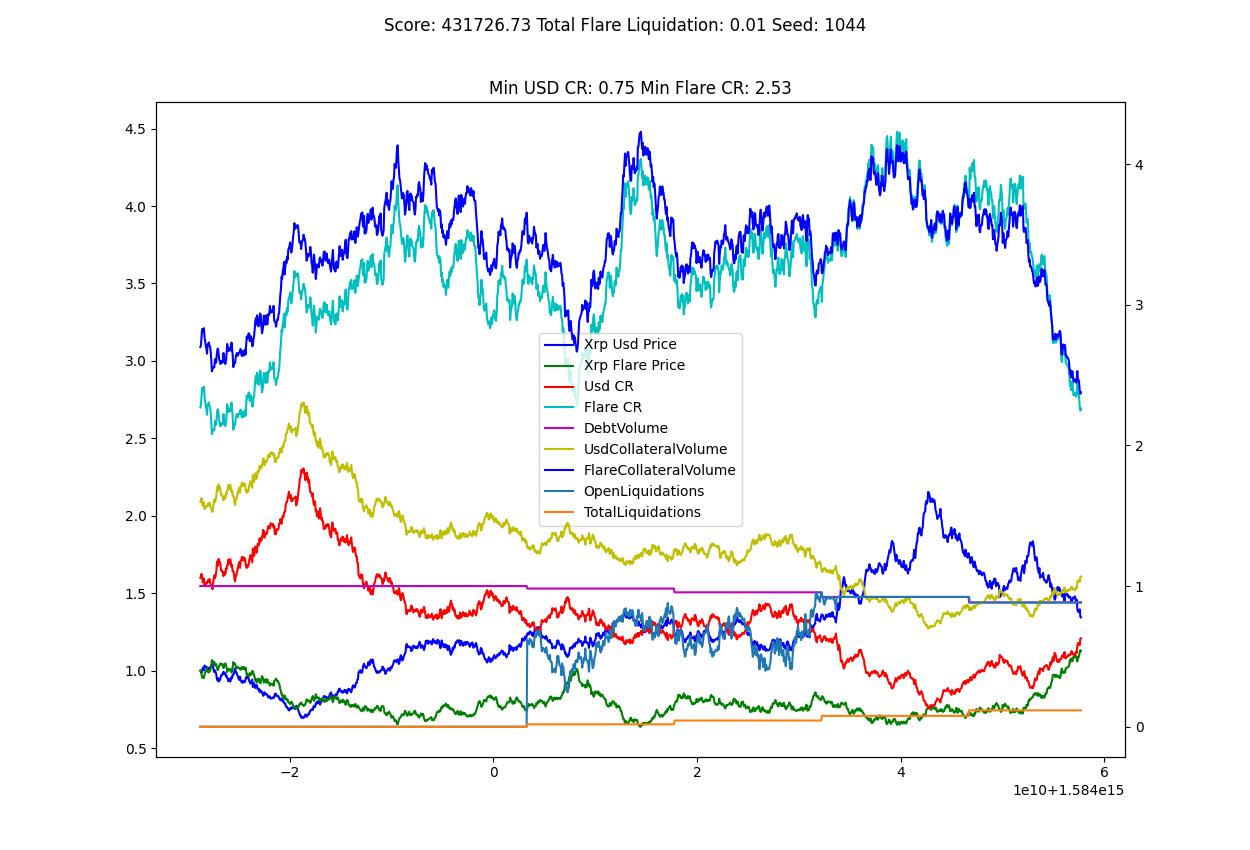 Score: 431726.73 Total Flare Liquidation: 0.01 Seed: 1044
Min USD CR: 0.75 Min Flare CR: 2.53
4.5
4.0
3.5
3.0
2.5
2.0
1.5
1.0
0.5
4
3
2
1
0
Xrp Usd Price
Xrp Flare Price
Usd CR
Flare CR
DebtVolume
UsdCollateralVolume
FlareCollateralVolume
OpenLiquidations
TotalLiquidations
−2 0 2 4 6
1e10+1.584e15